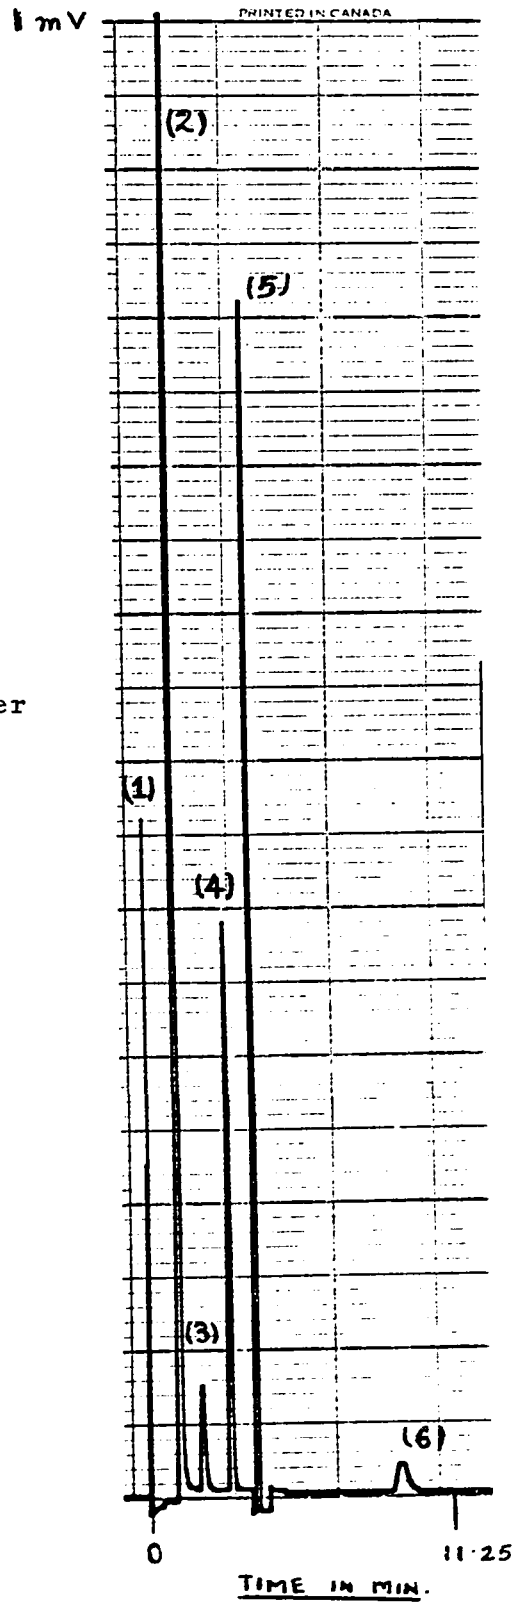 1 mV PRINTED IN CANADA
(2)
(5)
er
(1)
(4)
(3)
(6)
0 11.25
TIME IN MIN.